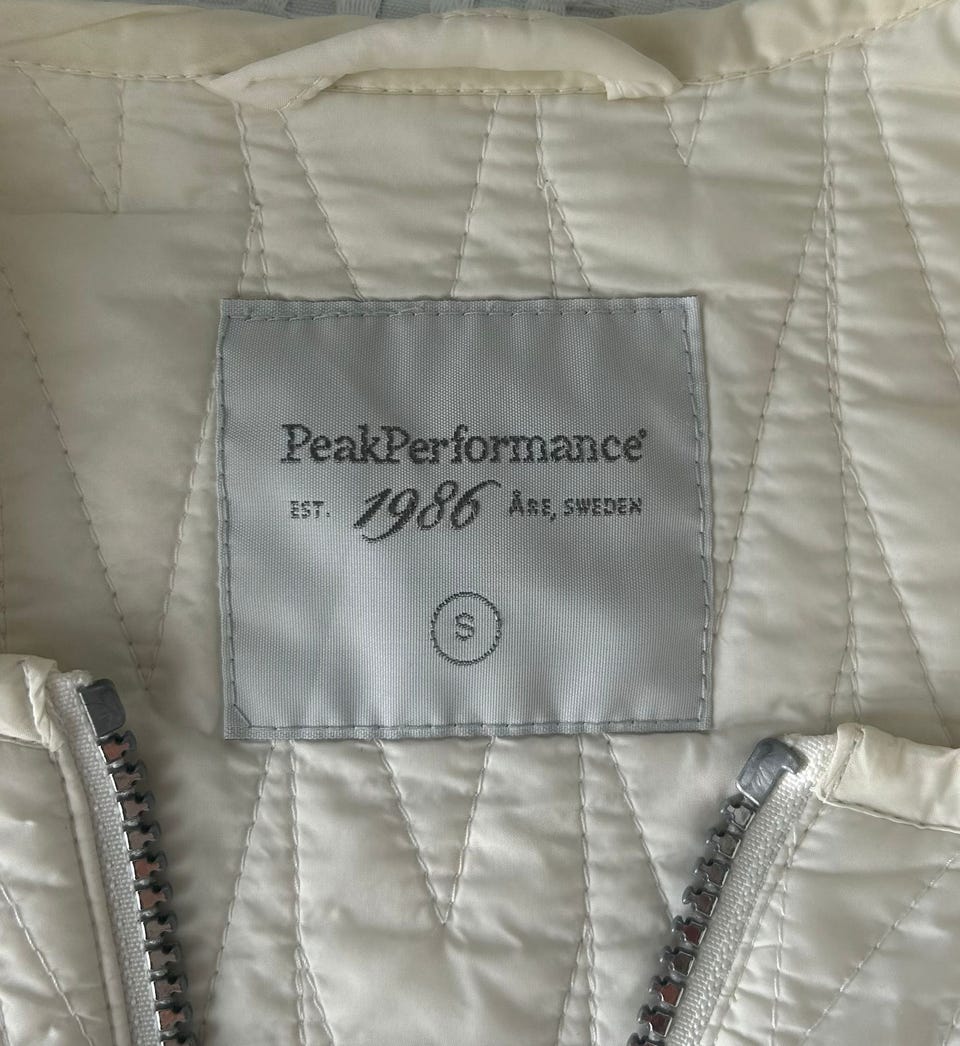 PeakPerformance®
EST. 1986 ÅRE, SWEDEN
S